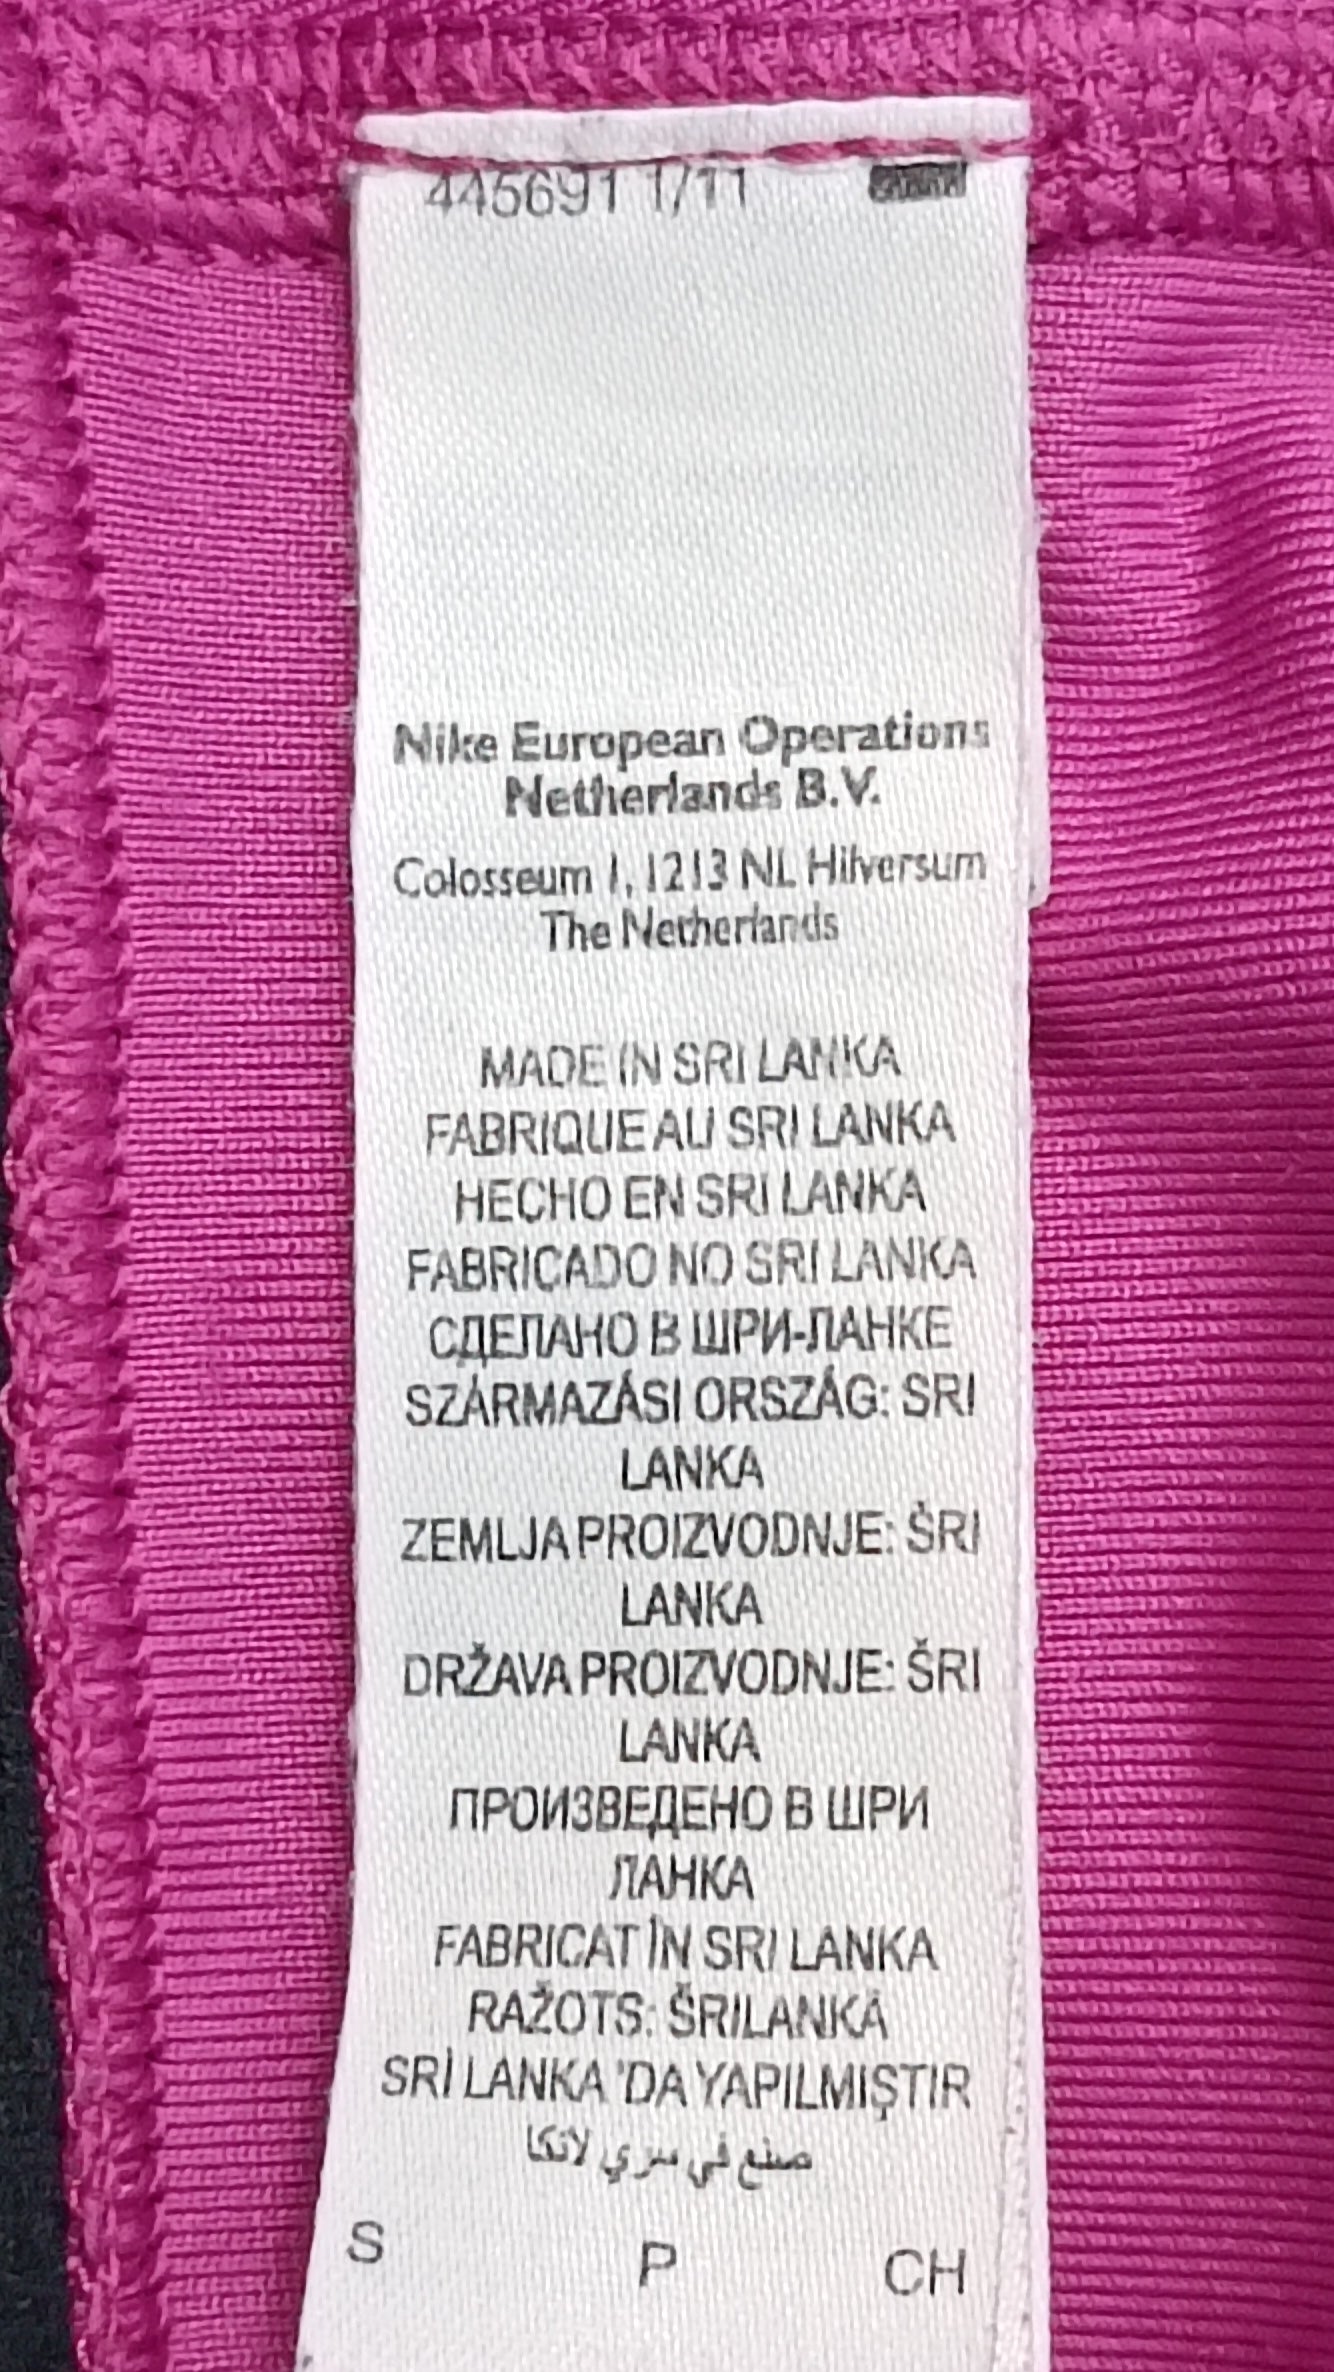 445691 1/11
Nike European Operations
Netherlands B.V.
Colosseum 1, 1213 NL Hilversum
The Netherlands
MADE IN SRI LANKA
FABRIQUE AU SRI LANKA
HECHO EN SRI LANKA
FABRICADO NO SRI LANKA
СДЕЛАНО В ШРИ-ЛАНКЕ
SZÁRMAZÁSI ORSZÁG: SRI
LANKA
ZEMLJA PROIZVODNJE: ŠRI
LANKA
DRŽAVA PROIZVODNJE: ŠRI
LANKA
ПРОИЗВЕДЕНО В ШРИ
ЛАНКА
FABRICAT ÎN SRI LANKA
RAŽOTS: ŠRILANKĀ
SRİ LANKA 'DA YAPILMIŞTIR
صنع في سري لانكا
S P CH